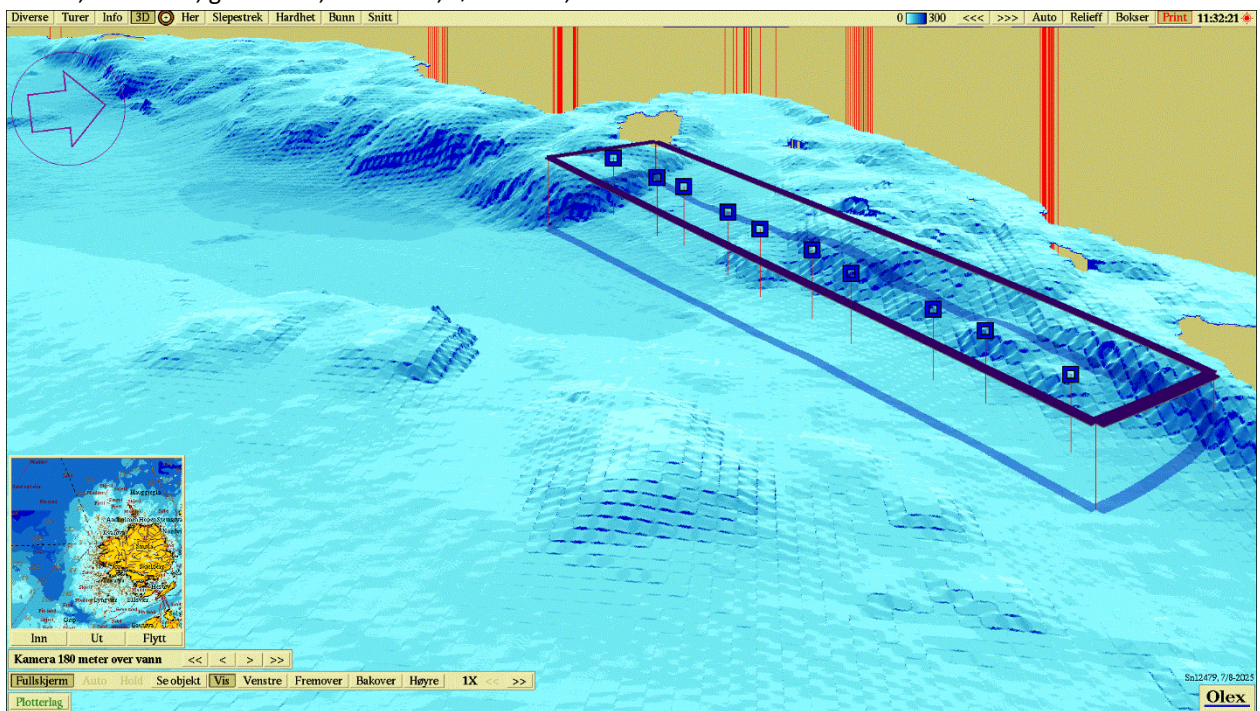 Diverse Turer Info 3D Her Slepestrek Hardhet Bunn Snitt 0 300 <<< >>> Auto Relieff Bokser Print 11:32:21
Inn Ut Flytt
Kamera 180 meter over vann << < > >>
Fullskjerm Auto Hold Se objekt Vis Venstre Fremover Bakover Høyre 1X << >>
Sn12479, 7/8-2025
Plotterlag
Olex